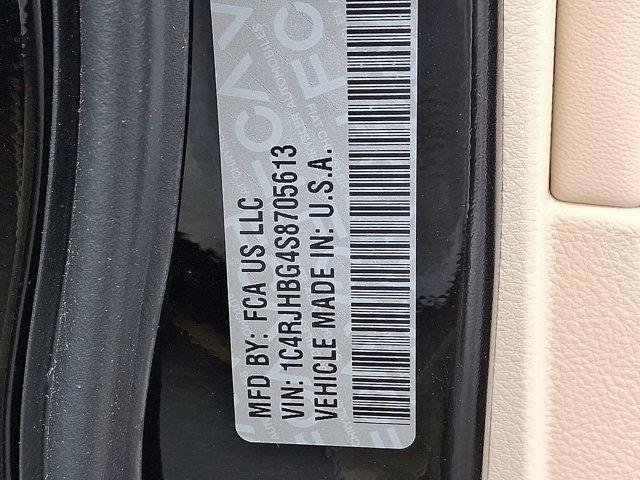 MFD BY: FCA US LLC
VIN: 1C4RJHBG4S8705613
VEHICLE MADE IN: U.S.A.